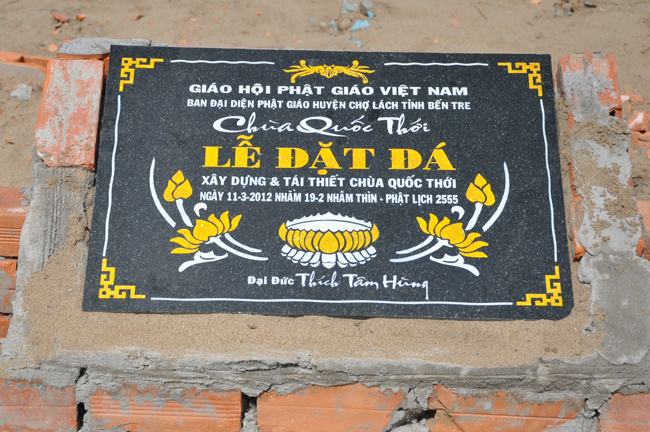 GIÁO HỘI PHẬT GIÁO VIỆT NAM
BAN ĐẠI DIỆN PHẬT GIÁO HUYỆN CHỢ LÁCH TỈNH BẾN TRE
Chùa Quốc Thới
LỄ ĐẶT ĐÁ
XÂY DỰNG & TÁI THIẾT CHÙA QUỐC THỚI
NGÀY 11-3-2012 NHẰM 19-2 NHÂM THÌN - PHẬT LỊCH 2555
Đại Đức Thích Tâm Hùng